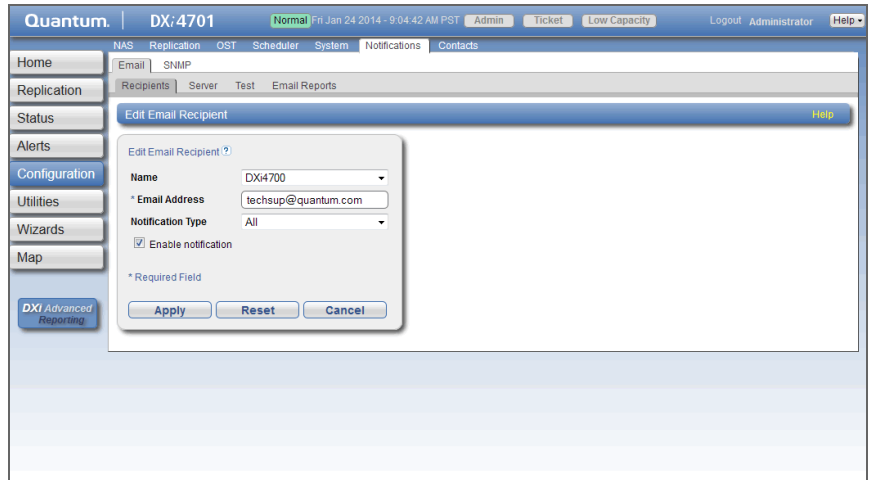 Quantum. DXi4701 Normal Fri Jan 24 2014 - 9:04:42 AM PST Admin Ticket Low Capacity Logout Administrator Help
NAS Replication OST Scheduler System Notifications Contacts
Email SNMP
Recipients Server Test Email Reports
Home
Replication
Status
Alerts
Configuration
Utilities
Wizards
Map
DXi Advanced
Reporting
Edit Email Recipient Help
Edit Email Recipient ?
Name DXi4700
* Email Address techsup@quantum.com
Notification Type All
Enable notification
* Required Field
Apply Reset Cancel